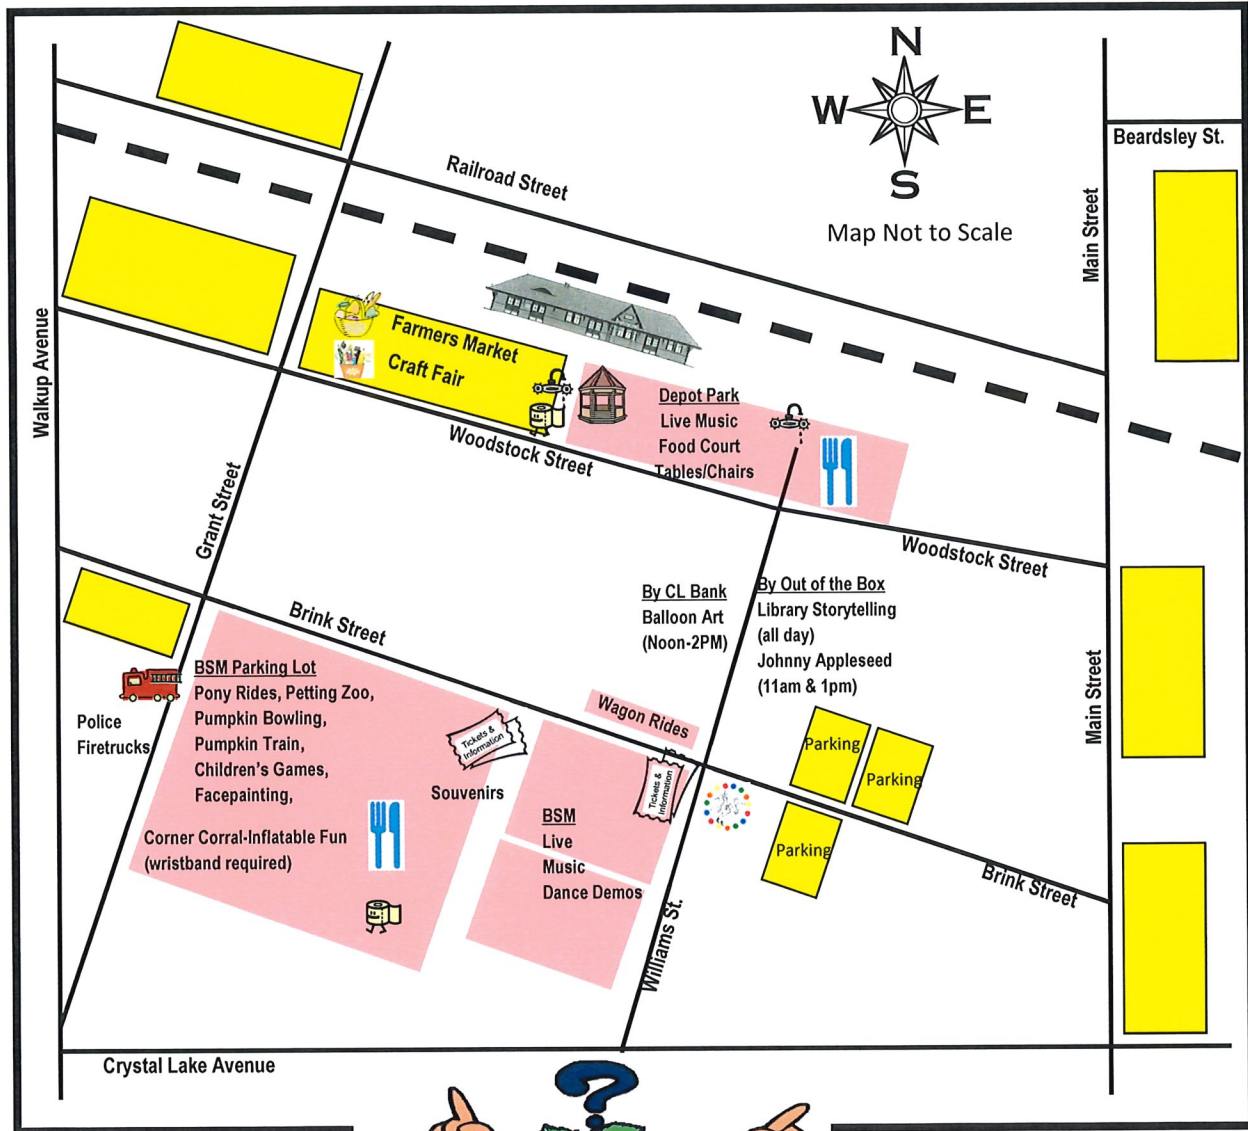 N
W E
S
Map Not to Scale
Beardsley St.
Main Street
Railroad Street
Walkup Avenue
Farmers Market
Craft Fair
Depot Park
Live Music
Food Court
Tables/Chairs
Woodstock Street
Woodstock Street
Grant Street
By CL Bank
Balloon Art
(Noon-2PM)
By Out of the Box
Library Storytelling
(all day)
Johnny Appleseed
(11am & 1pm)
Brink Street
Main Street
BSM Parking Lot
Pony Rides, Petting Zoo,
Pumpkin Bowling,
Pumpkin Train,
Children's Games,
Facepainting,
Corner Corral-Inflatable Fun
(wristband required)
Police
Firetrucks
Tickets &
Information
Souvenirs
Wagon Rides
Tickets &
Information
BSM
Live
Music
Dance Demos
Parking
Parking
Parking
Brink Street
Williams St.
Crystal Lake Avenue